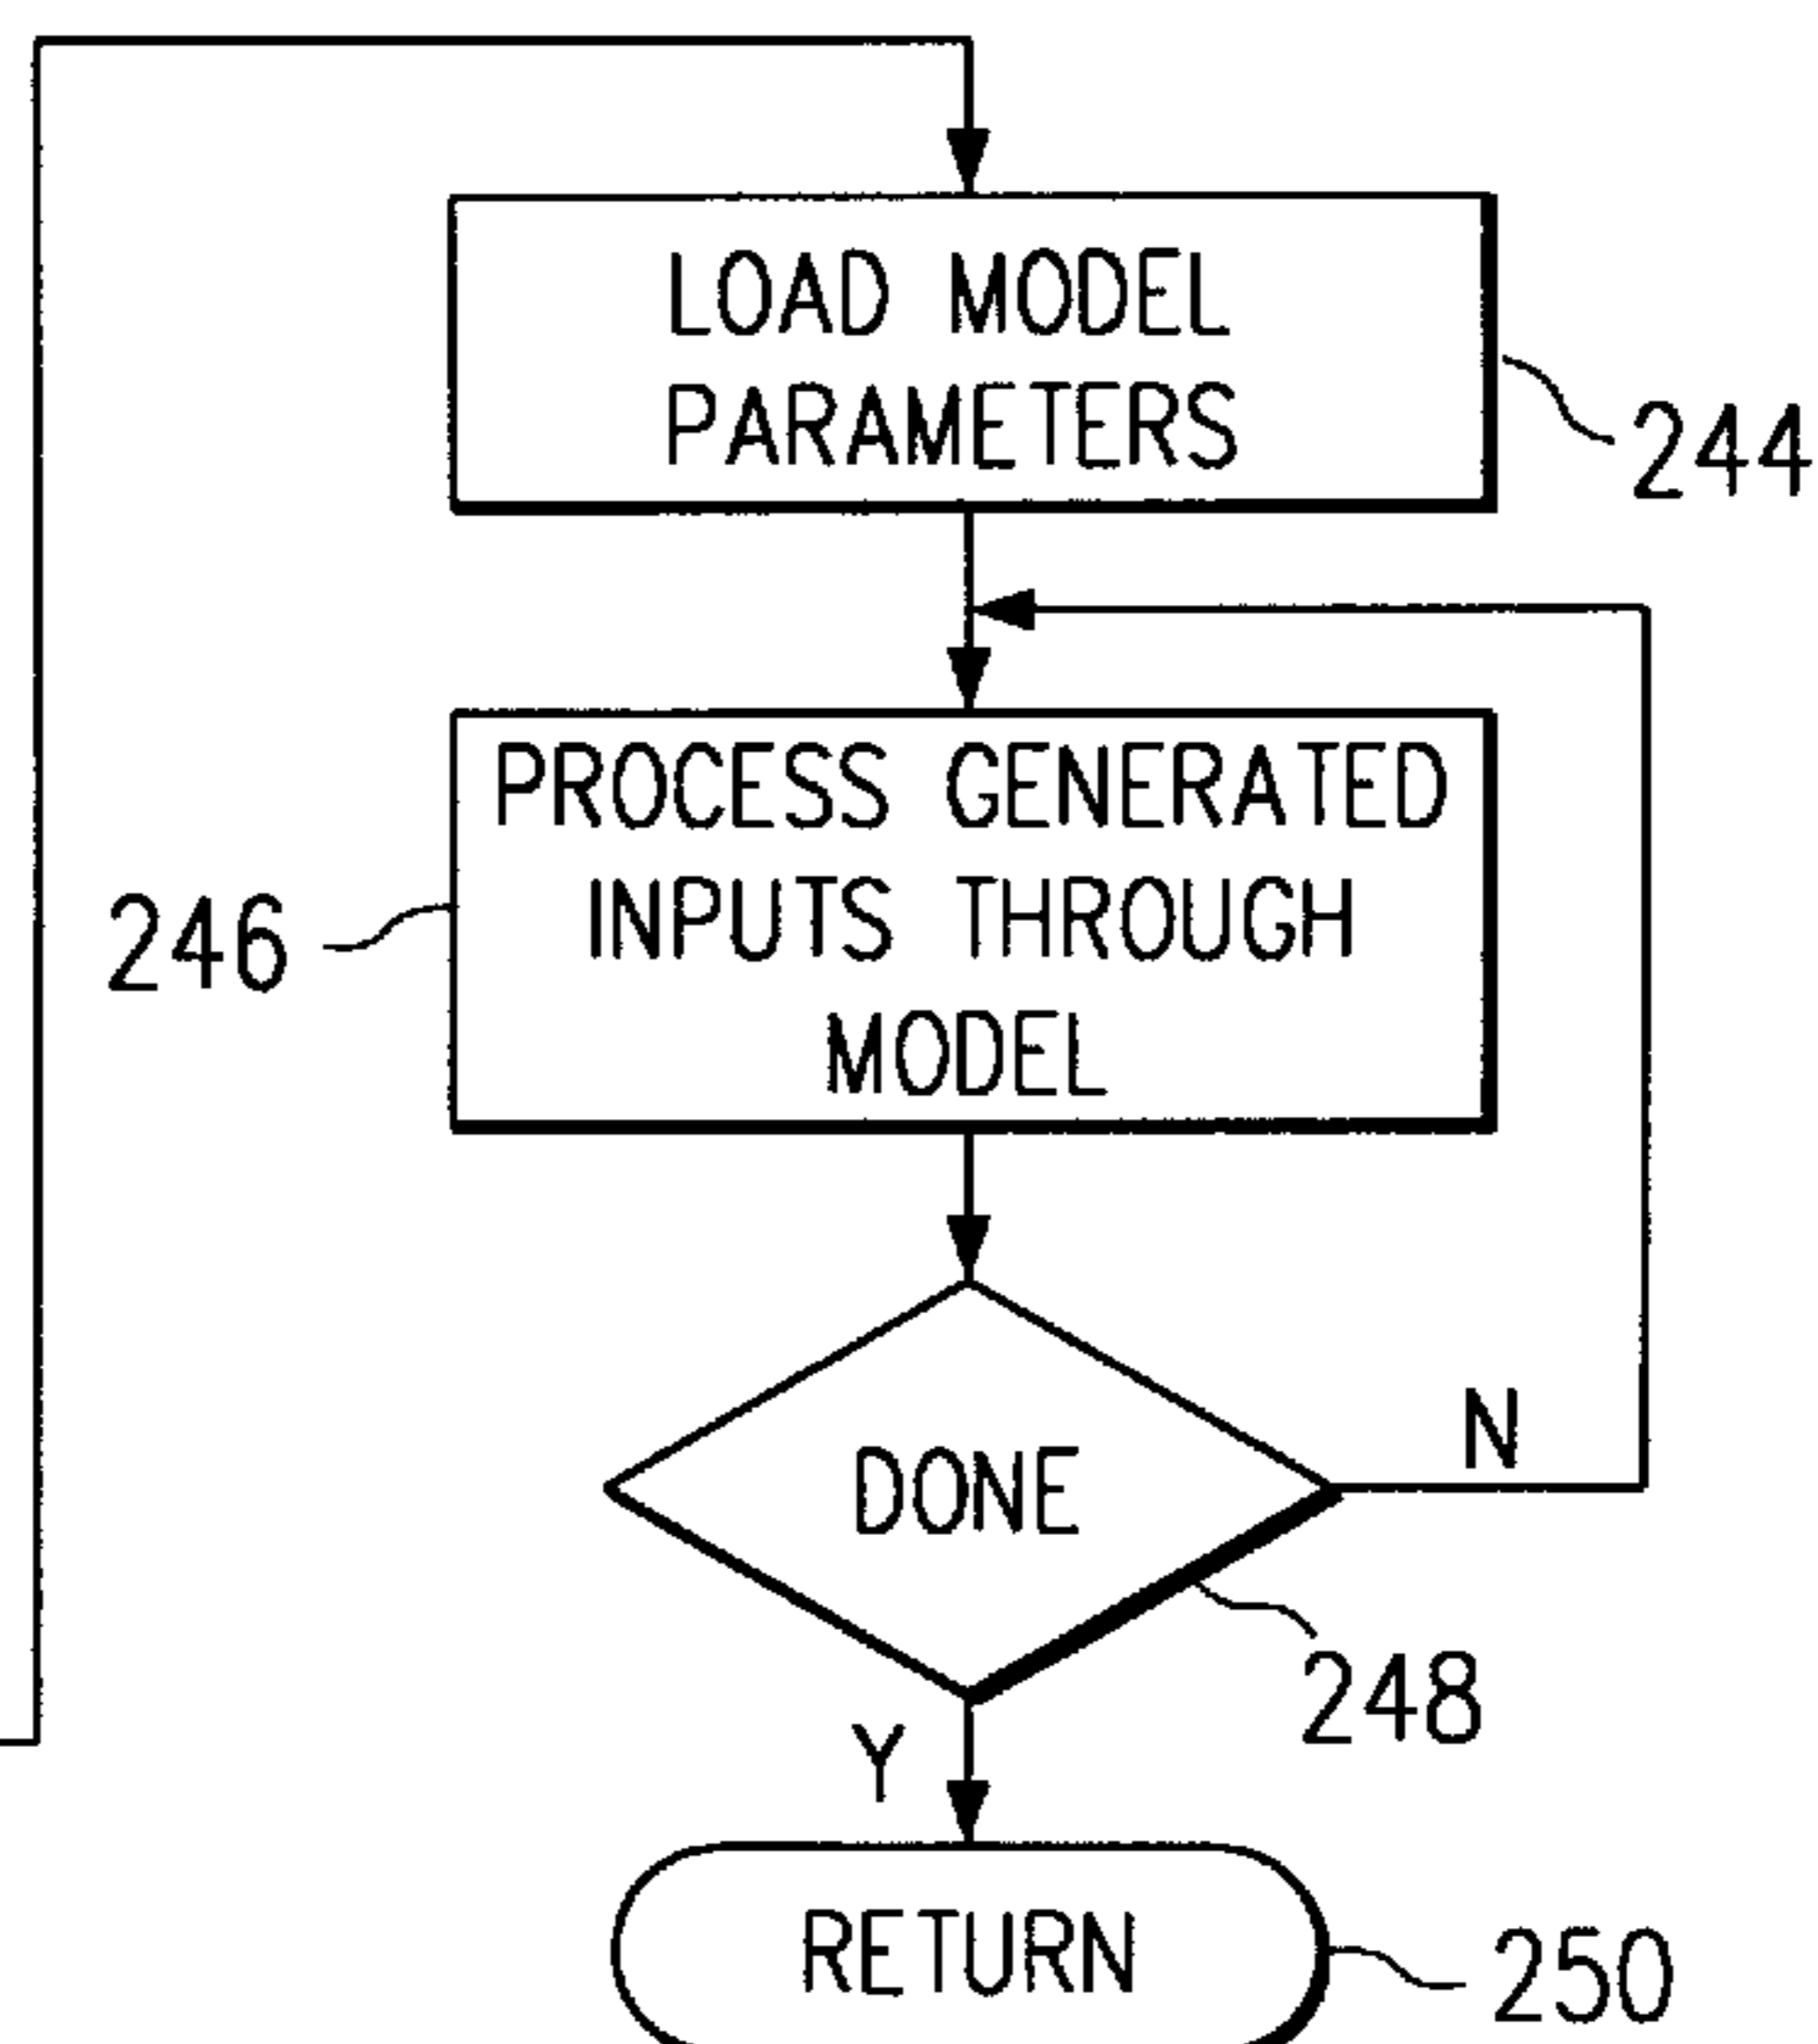 LOAD MODEL
PARAMETERS
244
PROCESS GENERATED
INPUTS THROUGH
MODEL
246
DONE
N
248
Y
RETURN
250